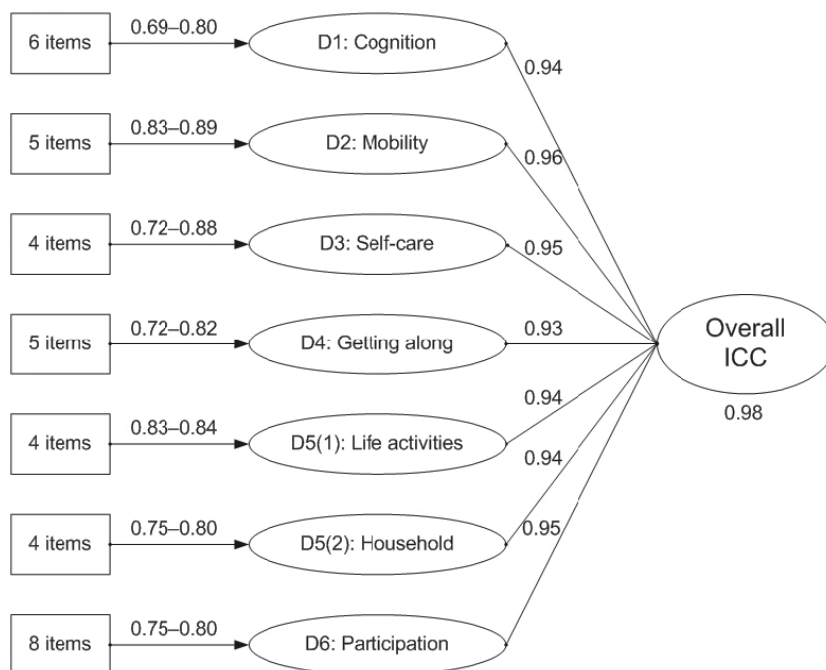 6 items
0.69–0.80
D1: Cognition
0.94
5 items
0.83–0.89
D2: Mobility
0.96
4 items
0.72–0.88
D3: Self-care
0.95
5 items
0.72–0.82
D4: Getting along
0.93
Overall
ICC
0.98
4 items
0.83–0.84
D5(1): Life activities
0.94
4 items
0.75–0.80
D5(2): Household
0.94
8 items
0.75–0.80
D6: Participation
0.95